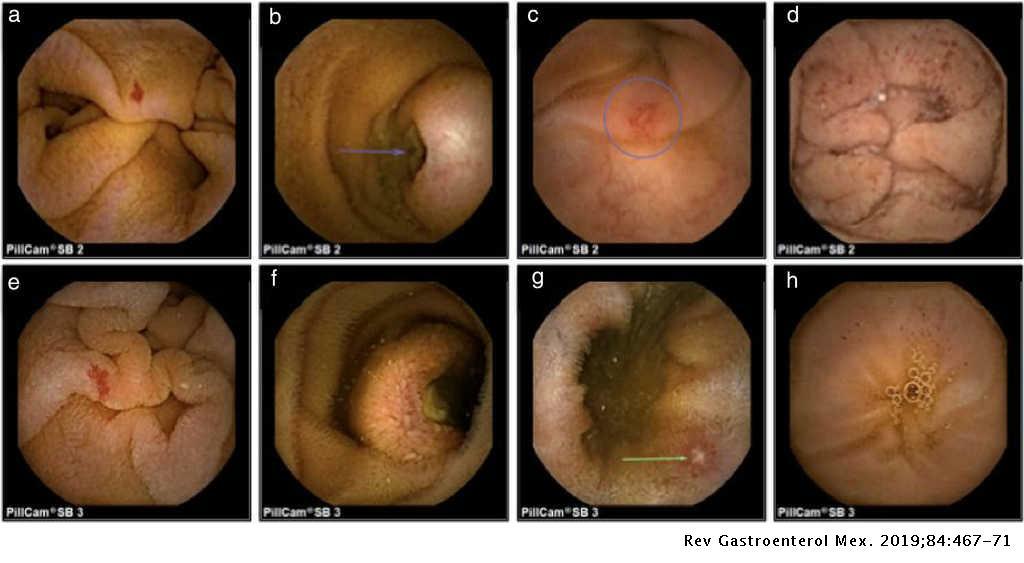 a
b
c
d
PillCam®SB 2
PillCam®SB 2
PillCam®SB 2
PillCam®SB 2
e
f
g
h
PillCam®SB 3
PillCam®SB 3
PillCam®SB 3
PillCam®SB 3
Rev Gastroenterol Mex. 2019;84:467-71